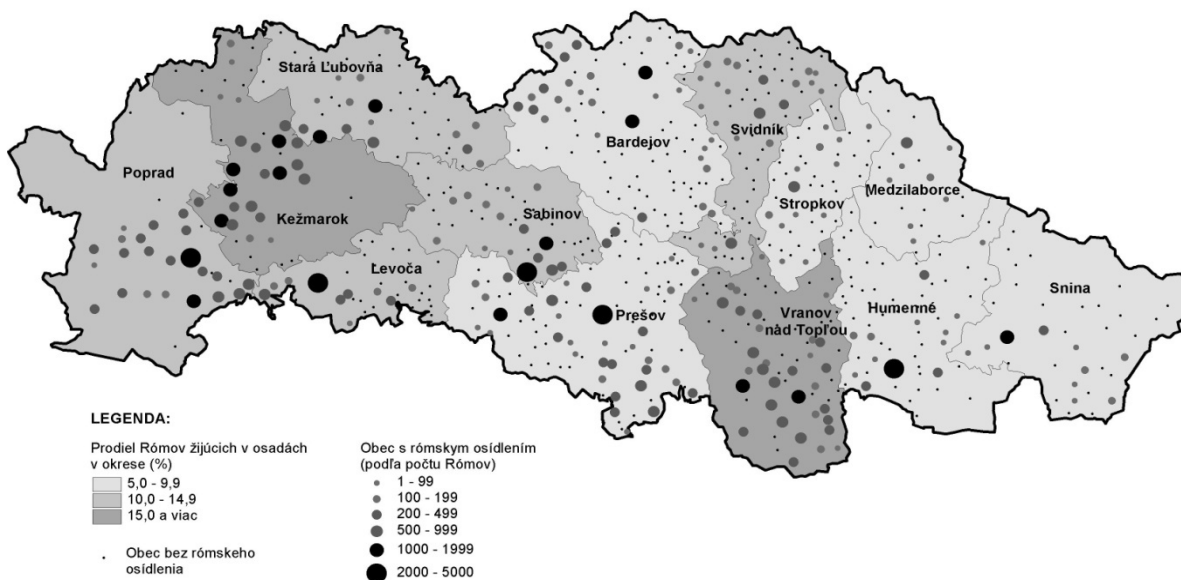 Stará Ľubovňa
Bardejov
Svidník
Poprad
Medzilaborce
Stropkov
Kežmarok
Sabinov
Levoča
Snina
Humenné
Prešov
Vranov
nad Topľou
LEGENDA:
Prodiel Rómov žijúcich v osadách
v okrese (%)
5,0 - 9,9
10,0 - 14,9
15,0 a viac
Obec bez rómskeho
osídlenia
Obec s rómskym osídlením
(podľa počtu Rómov)
1 - 99
100 - 199
200 - 499
500 - 999
1000 - 1999
2000 - 5000